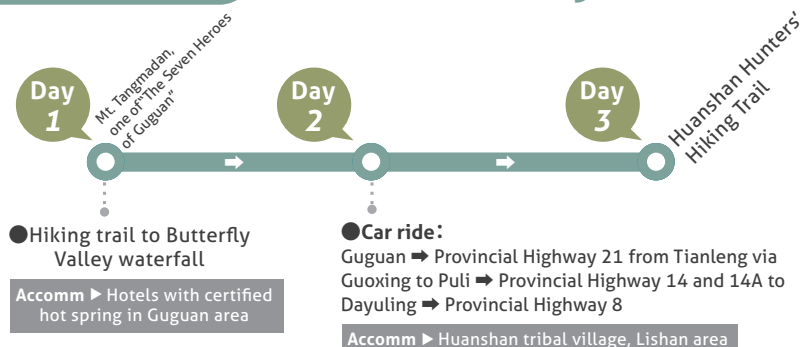 Day
1
Mt. Tangmadan,
one of"The Seven Heroes
of Guguan"
Day
2
Day
3
Huanshan Hunters'
Hiking Trail
●Hiking trail to Butterfly
Valley waterfall
Accomm ▶ Hotels with certified
hot spring in Guguan area
●Car ride：
Guguan ➡ Provincial Highway 21 from Tianleng via
Guoxing to Puli ➡ Provincial Highway 14 and 14A to
Dayuling ➡ Provincial Highway 8
Accomm ▶ Huanshan tribal village, Lishan area